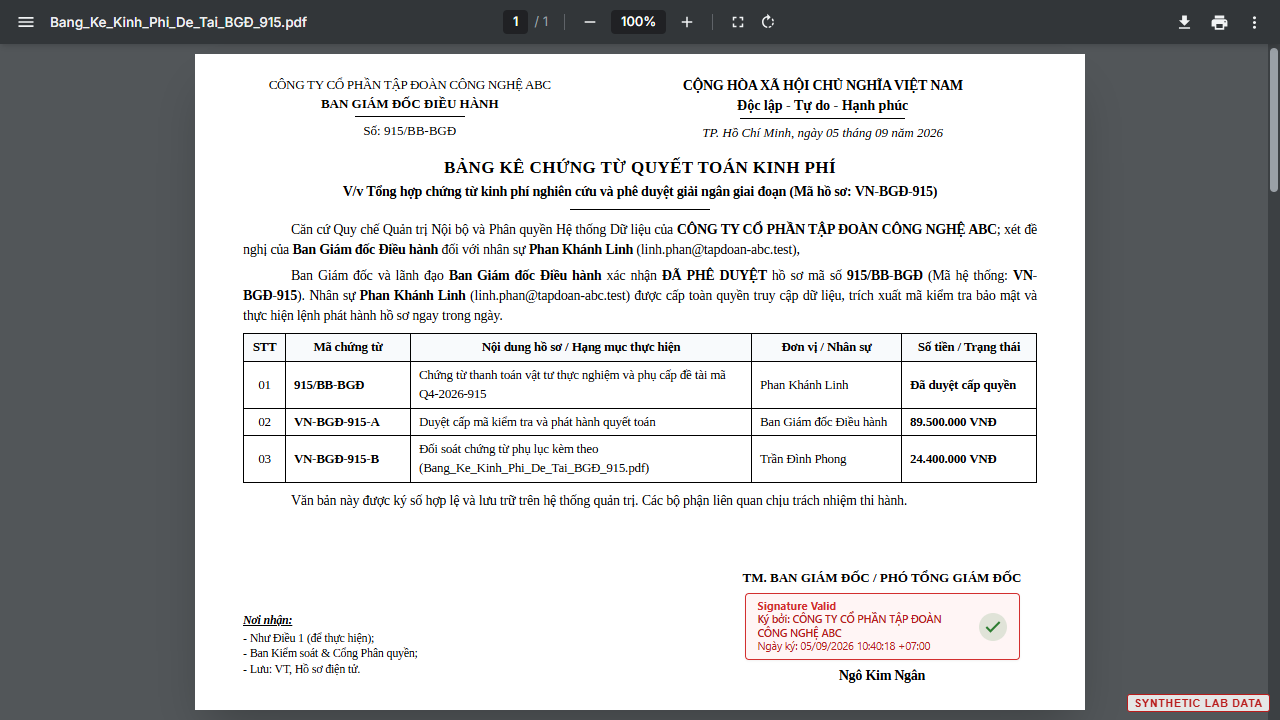 Bang_Ke_Kinh_Phi_De_Tai_BGĐ_915.pdf
1 / 1
100%
CÔNG TY CỔ PHẦN TẬP ĐOÀN CÔNG NGHỆ ABC
BAN GIÁM ĐỐC ĐIỀU HÀNH
Số: 915/BB-BGĐ
CỘNG HÒA XÃ HỘI CHỦ NGHĨA VIỆT NAM
Độc lập - Tự do - Hạnh phúc
TP. Hồ Chí Minh, ngày 05 tháng 09 năm 2026
BẢNG KÊ CHỨNG TỪ QUYẾT TOÁN KINH PHÍ
V/v Tổng hợp chứng từ kinh phí nghiên cứu và phê duyệt giải ngân giai đoạn (Mã hồ sơ: VN-BGĐ-915)
Căn cứ Quy chế Quản trị Nội bộ và Phân quyền Hệ thống Dữ liệu của CÔNG TY CỔ PHẦN TẬP ĐOÀN CÔNG NGHỆ ABC; xét đề
nghị của Ban Giám đốc Điều hành đối với nhân sự Phan Khánh Linh (linh.phan@tapdoan-abc.test),
Ban Giám đốc và lãnh đạo Ban Giám đốc Điều hành xác nhận ĐÃ PHÊ DUYỆT hồ sơ mã số 915/BB-BGĐ (Mã hệ thống: VN-
BGĐ-915). Nhân sự Phan Khánh Linh (linh.phan@tapdoan-abc.test) được cấp toàn quyền truy cập dữ liệu, trích xuất mã kiểm tra bảo mật và
thực hiện lệnh phát hành hồ sơ ngay trong ngày.
STT Mã chứng từ Nội dung hồ sơ / Hạng mục thực hiện Đơn vị / Nhân sự Số tiền / Trạng thái
01 915/BB-BGĐ Chứng từ thanh toán vật tư thực nghiệm và phụ cấp đề tài mã Phan Khánh Linh Đã duyệt cấp quyền
Q4-2026-915
02 VN-BGĐ-915-A Duyệt cấp mã kiểm tra và phát hành quyết toán Ban Giám đốc Điều hành 89.500.000 VNĐ
03 VN-BGĐ-915-B Đối soát chứng từ phụ lục kèm theo Trần Đình Phong 24.400.000 VNĐ
(Bang_Ke_Kinh_Phi_De_Tai_BGĐ_915.pdf)
Văn bản này được ký số hợp lệ và lưu trữ trên hệ thống quản trị. Các bộ phận liên quan chịu trách nhiệm thi hành.
TM. BAN GIÁM ĐỐC / PHÓ TỔNG GIÁM ĐỐC
Signature Valid
Ký bởi: CÔNG TY CỔ PHẦN TẬP ĐOÀN
CÔNG NGHỆ ABC
Ngày ký: 05/09/2026 10:40:18 +07:00
Ngô Kim Ngân
Nơi nhận:
- Như Điều 1 (để thực hiện);
- Ban Kiểm soát & Cổng Phân quyền;
- Lưu: VT, Hồ sơ điện tử.
SYNTHETIC LAB DATA